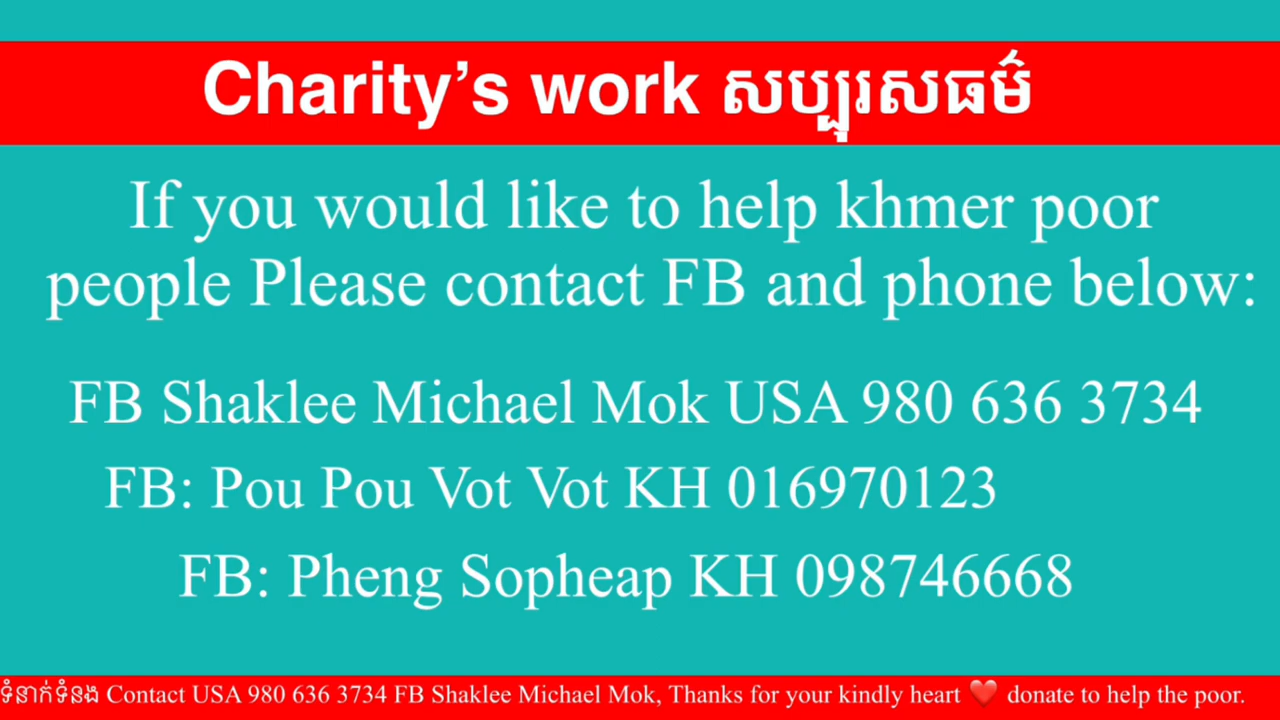 Charity’s work សប្បុរសធម៌
If you would like to help khmer poor
people Please contact FB and phone below:
FB Shaklee Michael Mok USA 980 636 3734
FB: Pou Pou Vot Vot KH 016970123
FB: Pheng Sopheap KH 098746668
ទំនាក់ទំនង Contact USA 980 636 3734 FB Shaklee Michael Mok, Thanks for your kindly heart ❤️ donate to help the poor.